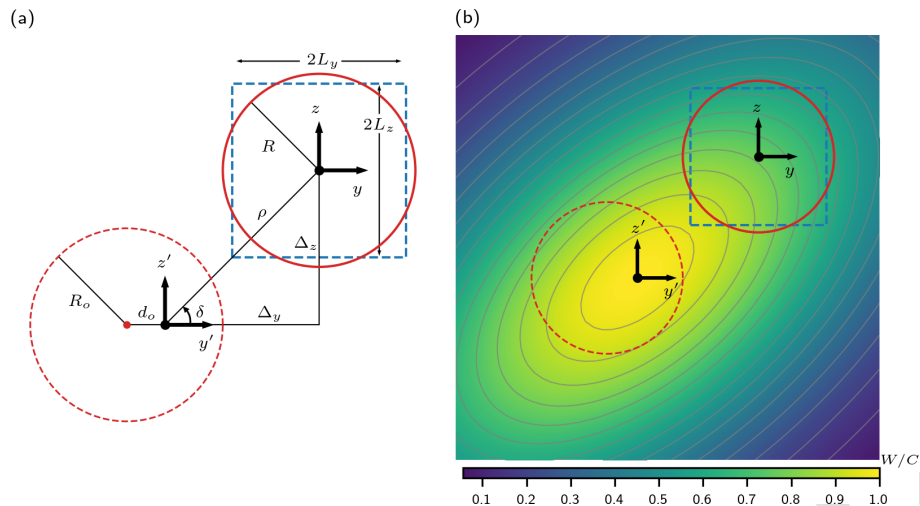 (a)
2L_y
z
2L_z
R
y
ρ
Δ_z
z′
R_o
d_o
δ
Δ_y
y′
(b)
z
y
z′
y′
W/C
0.1 0.2 0.3 0.4 0.5 0.6 0.7 0.8 0.9 1.0